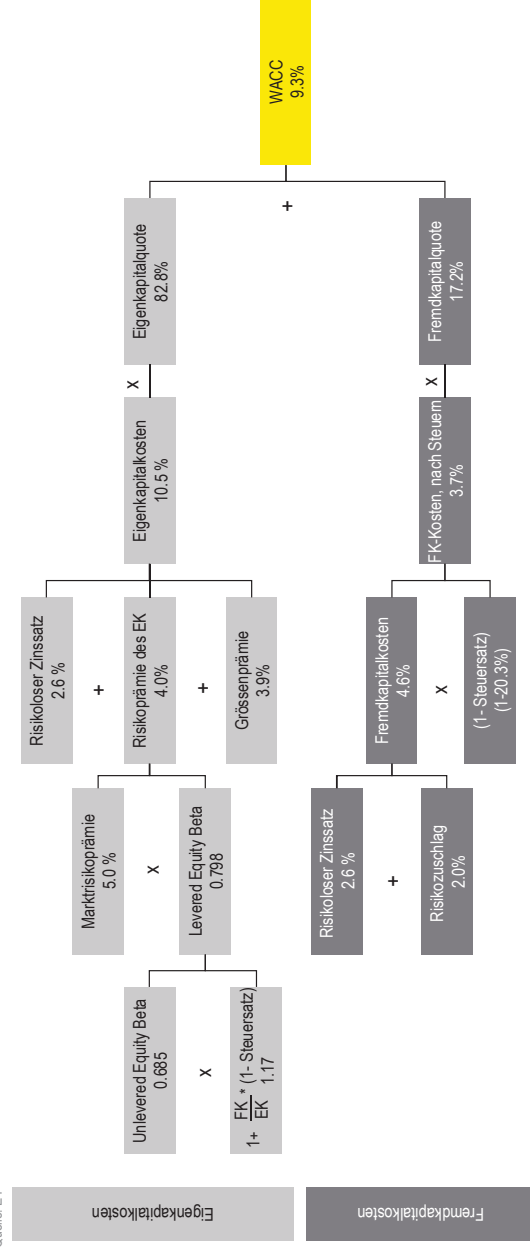 Eigenkapitalkosten
Fremdkapitalkosten
Unlevered Equity Beta
0.685
x
1+ FK * (1- Steuersatz)
EK 1.17
Marktrisikoprämie
5.0 %
x
Levered Equity Beta
0.798
Risikoloser Zinssatz
2.6 %
+
Risikoprämie des EK
4.0%
+
Grössenprämie
3.9%
Eigenkapitalkosten
10.5 %
x
Eigenkapitalquote
82.8%
+
WACC
9.3%
Risikoloser Zinssatz
2.6 %
+
Risikozuschlag
2.0%
Fremdkapitalkosten
4.6%
x
(1- Steuersatz)
(1-20.3%)
FK-Kosten, nach Steuern
3.7%
x
Fremdkapitalquote
17.2%